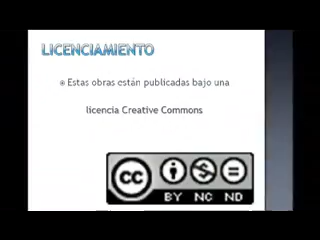 LICENCIAMIENTO
Estas obras están publicadas bajo una
licencia Creative Commons
cc
BY NC ND